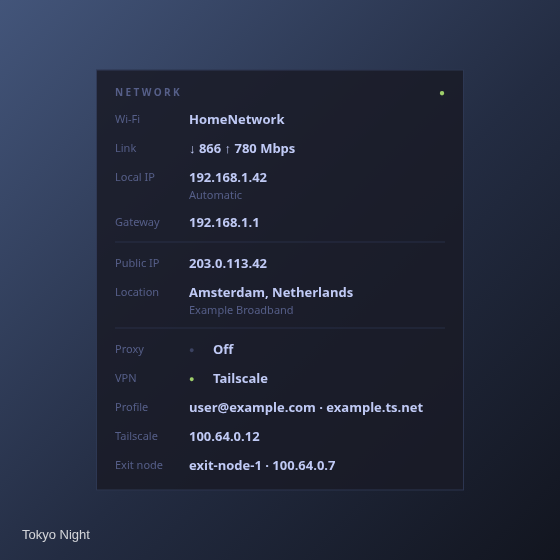 NETWORK
Wi-Fi HomeNetwork
Link ↓ 866 ↑ 780 Mbps
Local IP 192.168.1.42
Automatic
Gateway 192.168.1.1
Public IP 203.0.113.42
Location Amsterdam, Netherlands
Example Broadband
Proxy Off
VPN Tailscale
Profile user@example.com · example.ts.net
Tailscale 100.64.0.12
Exit node exit-node-1 · 100.64.0.7
Tokyo Night